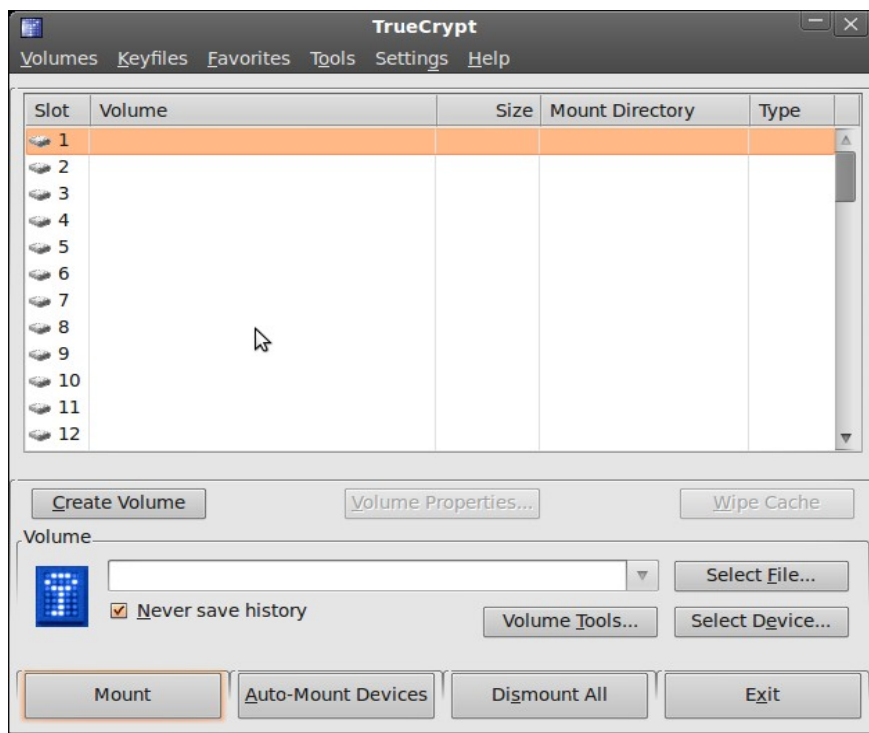 TrueCrypt
Volumes Keyfiles Favorites Tools Settings Help
Slot Volume Size Mount Directory Type
1
2
3
4
5
6
7
8
9
10
11
12
Create Volume Volume Properties... Wipe Cache
Volume
Select File...
Never save history
Volume Tools... Select Device...
Mount Auto-Mount Devices Dismount All Exit